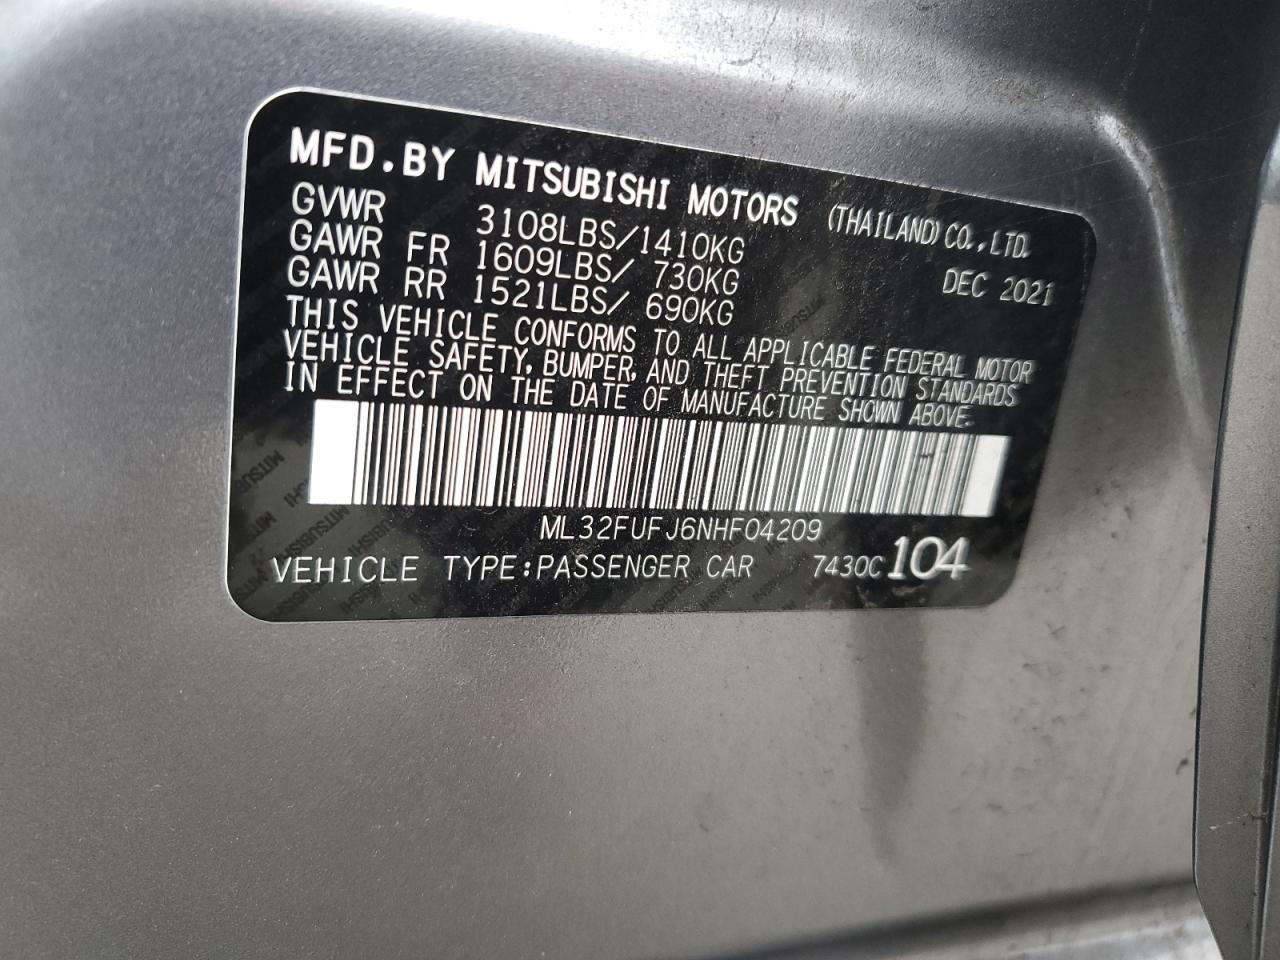 MFD.BY MITSUBISHI MOTORS (THAILAND) CO., LTD.
GVWR 3108LBS/1410KG DEC 2021
GAWR FR 1609LBS/ 730KG
GAWR RR 1521LBS/ 690KG
THIS VEHICLE CONFORMS TO ALL APPLICABLE FEDERAL MOTOR
VEHICLE SAFETY, BUMPER, AND THEFT PREVENTION STANDARDS
IN EFFECT ON THE DATE OF MANUFACTURE SHOWN ABOVE.
ML32FUFJ6NHF04209
VEHICLE TYPE:PASSENGER CAR 7430C 104